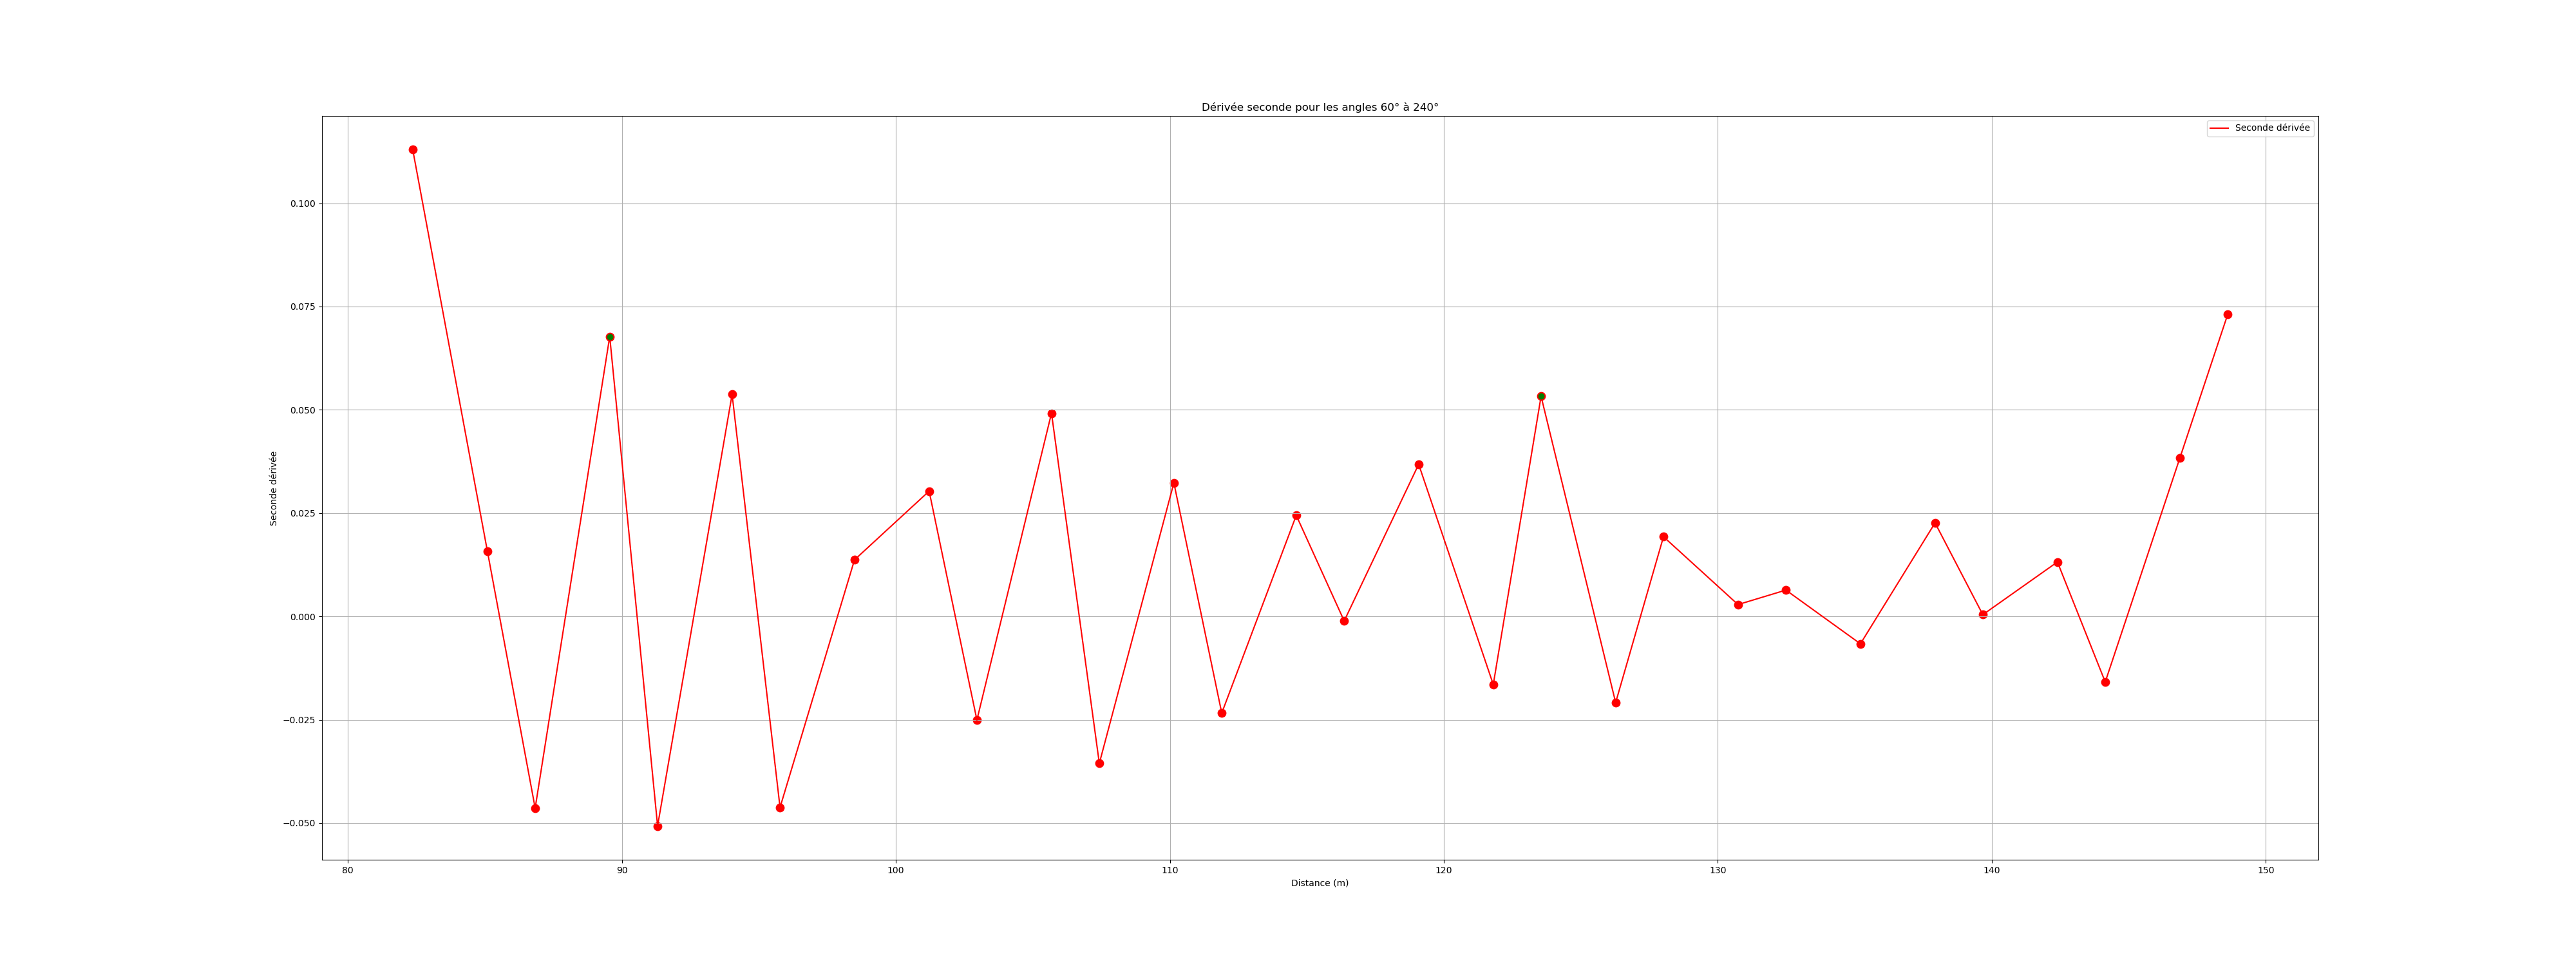 Dérivée seconde pour les angles 60° à 240°
Seconde dérivée
0.100
0.075
0.050
0.025
0.000
−0.025
−0.050
Seconde dérivée
80 90 100 110 120 130 140 150
Distance (m)